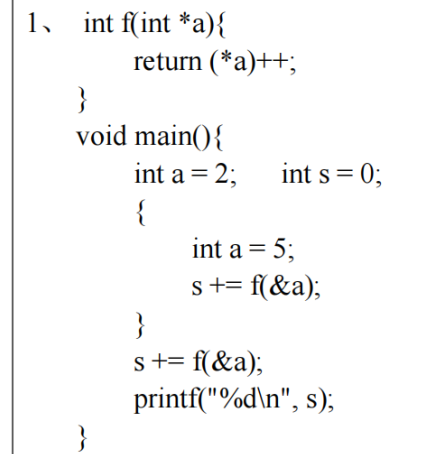 1、 int f(int *a){
return (*a)++;
}
void main(){
int a = 2; int s = 0;
{
int a = 5;
s += f(&a);
}
s += f(&a);
printf("%d\n", s);
}